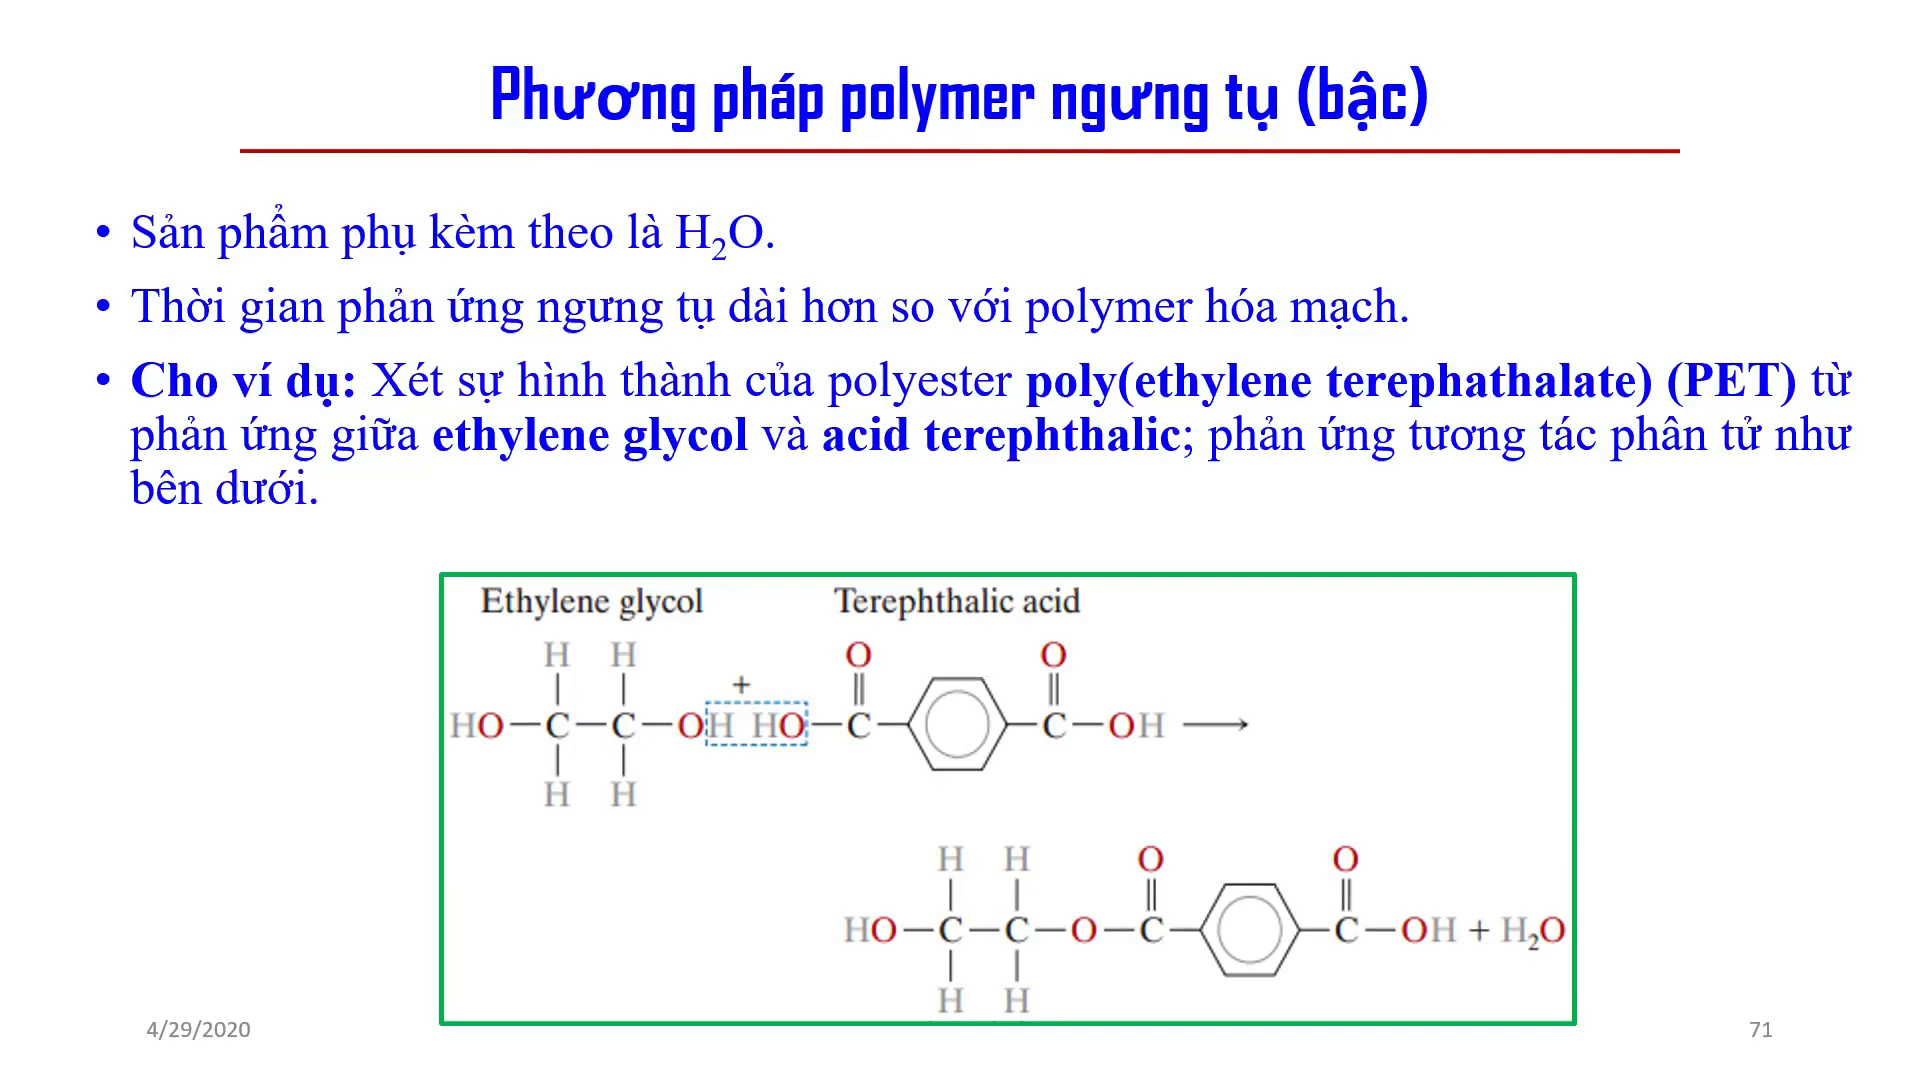 Phương pháp polymer ngưng tụ (bậc)
• Sản phẩm phụ kèm theo là H₂O.
• Thời gian phản ứng ngưng tụ dài hơn so với polymer hóa mạch.
• Cho ví dụ: Xét sự hình thành của polyester poly(ethylene terephathalate) (PET) từ
phản ứng giữa ethylene glycol và acid terephthalic; phản ứng tương tác phân tử như
bên dưới.
Ethylene glycol Terephthalic acid
H H O O
+
HO—C—C—OH HO—C— —C—OH ⟶
H H
H H O O
HO—C—C—O—C— —C—OH + H₂O
H H
4/29/2020 71